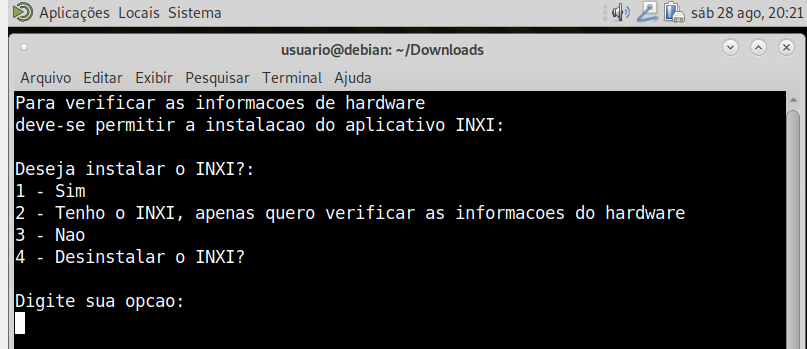 Aplicações Locais Sistema sáb 28 ago, 20:21
usuario@debian: ~/Downloads
Arquivo Editar Exibir Pesquisar Terminal Ajuda
Para verificar as informacoes de hardware
deve-se permitir a instalacao do aplicativo INXI:
Deseja instalar o INXI?:
1 - Sim
2 - Tenho o INXI, apenas quero verificar as informacoes do hardware
3 - Nao
4 - Desinstalar o INXI?
Digite sua opcao: